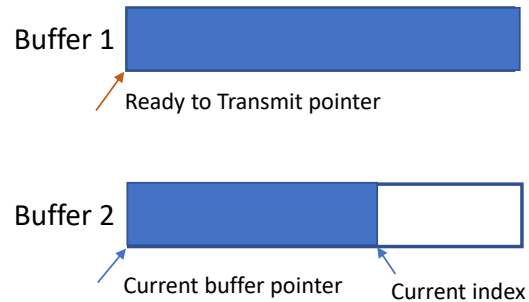 Buffer 1
Ready to Transmit pointer
Buffer 2
Current buffer pointer
Current index